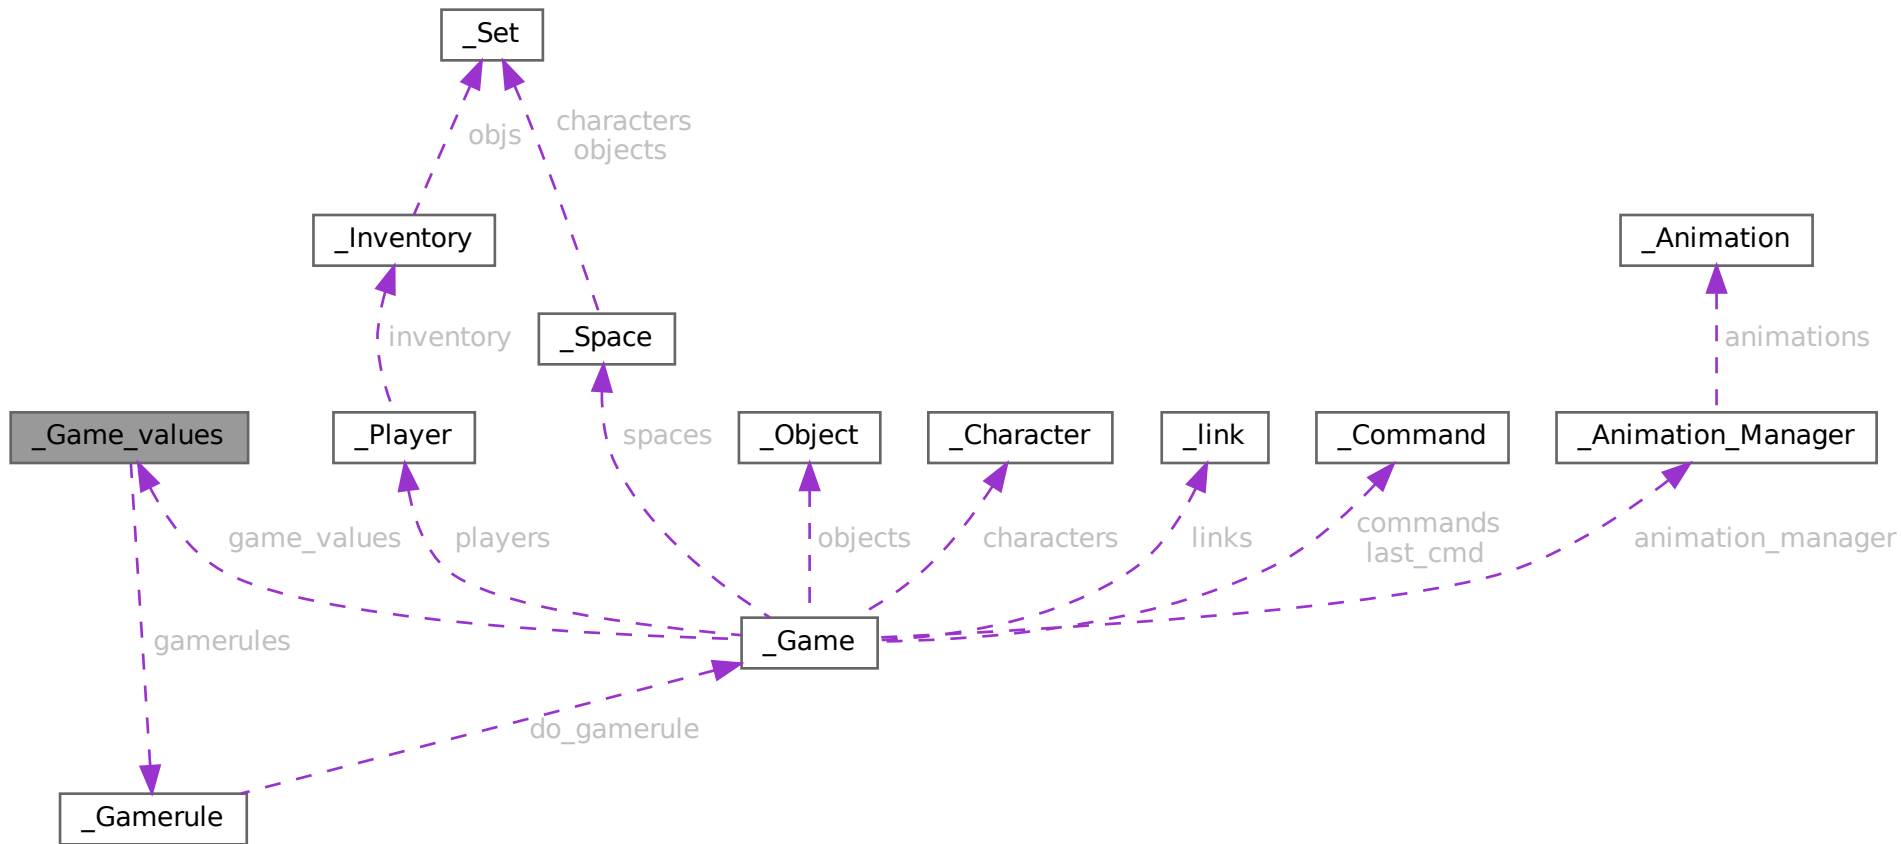 _Set
characters
objects
objs
_Inventory
_Animation
inventory
_Space
animations
_Game_values
_Player
spaces
_Object
_Character
_link
_Command
_Animation_Manager
game_values
players
objects
characters
links
commands
last_cmd
animation_manager
gamerules
_Game
do_gamerule
_Gamerule